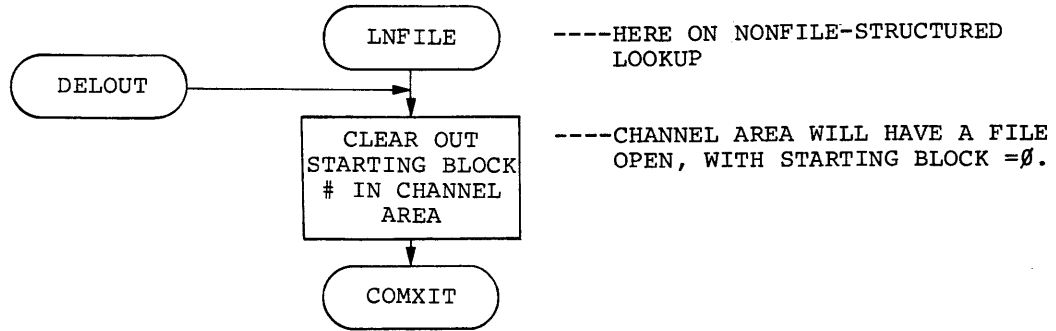 LNFILE
----HERE ON NONFILE-STRUCTURED
LOOKUP
DELOUT
CLEAR OUT
STARTING BLOCK
# IN CHANNEL
AREA
----CHANNEL AREA WILL HAVE A FILE
OPEN, WITH STARTING BLOCK =Ø.
COMXIT